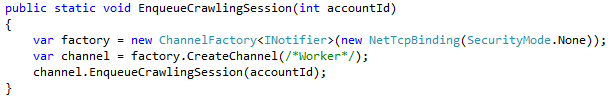 public static void EnqueueCrawlingSession(int accountId)
{
    var factory = new ChannelFactory<INotifier>(new NetTcpBinding(SecurityMode.None));
    var channel = factory.CreateChannel(/*Worker*/);
    channel.EnqueueCrawlingSession(accountId);
}